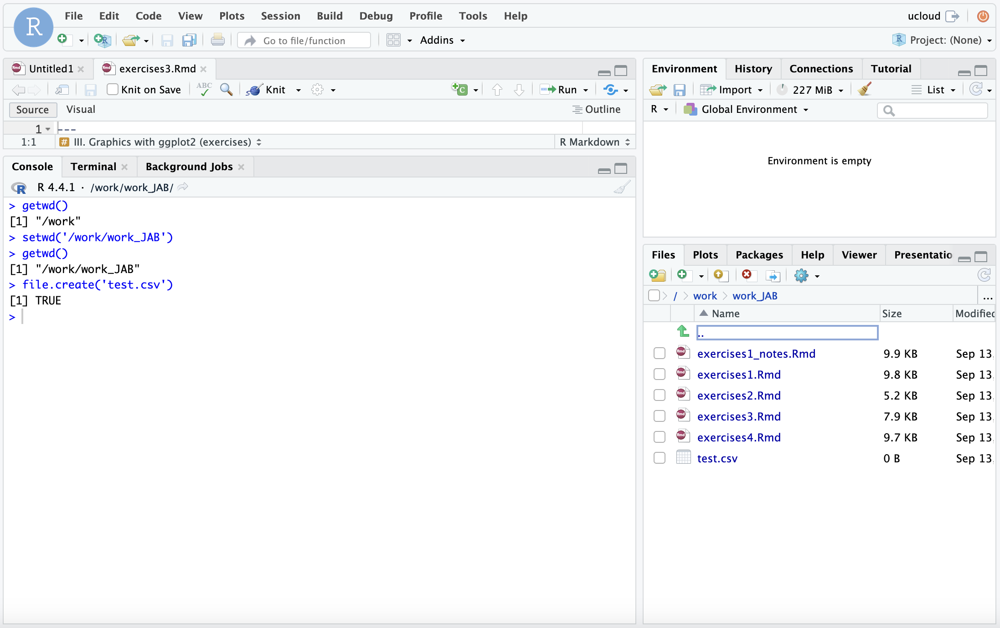 R File Edit Code View Plots Session Build Debug Profile Tools Help ucloud
Go to file/function Addins Project: (None)
Untitled1 exercises3.Rmd
Knit on Save ABC Knit Run
Source Visual Outline
1 ---
1:1 # III. Graphics with ggplot2 (exercises) R Markdown
Console Terminal Background Jobs
R 4.4.1 · /work/work_JAB/
> getwd()
[1] "/work"
> setwd('/work/work_JAB')
> getwd()
[1] "/work/work_JAB"
> file.create('test.csv')
[1] TRUE
>
Environment History Connections Tutorial
Import 227 MiB List
R Global Environment
Environment is empty
Files Plots Packages Help Viewer Presentatio
/ work work_JAB ...
Name Size Modified
..
exercises1_notes.Rmd 9.9 KB Sep 13,
exercises1.Rmd 9.8 KB Sep 13,
exercises2.Rmd 5.2 KB Sep 13,
exercises3.Rmd 7.9 KB Sep 13,
exercises4.Rmd 9.7 KB Sep 13,
test.csv 0 B Sep 13,